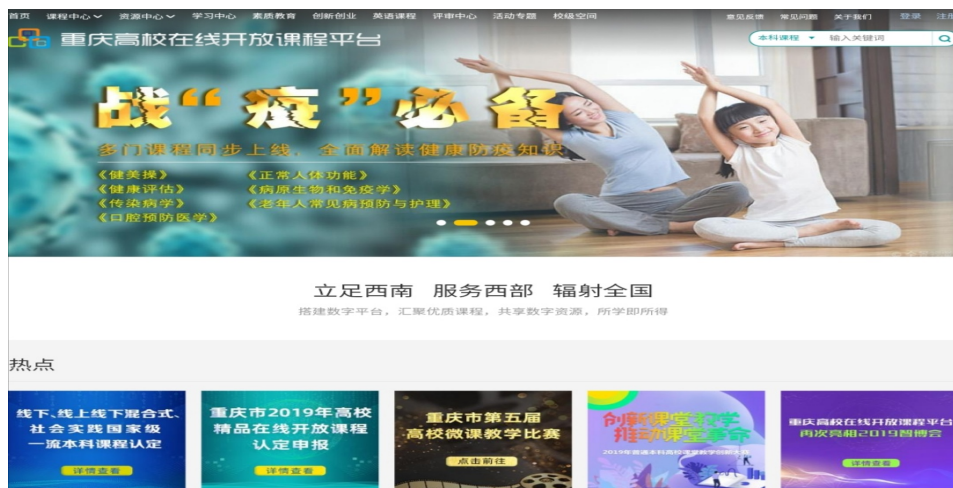 首页 课程中心 资源中心 学习中心 素质教育 创新创业 英语课程 评审中心 活动专题 校级空间 意见反馈 常见问题 关于我们 登录 注册
重庆高校在线开放课程平台
本科课程 输入关键词
战“疫”必备
多门课程同步上线，全面解读健康防疫知识
《健美操》 《正常人体功能》
《健康评估》 《病原生物和免疫学》
《传染病学》 《老年人常见病预防与护理》
《口腔预防医学》
立足西南 服务西部 辐射全国
搭建数字平台，汇聚优质课程，共享数字资源，所学即所得
热点
线下、线上线下混合式、
社会实践国家级
一流本科课程认定
详情查看
重庆市2019年高校
精品在线开放课程
认定申报
详情查看
重庆市第五届
高校微课教学比赛
点击前往
创新课堂教学
推动课堂革命
重庆高校在线开放课程平台
再次亮相2019智博会
详情查看